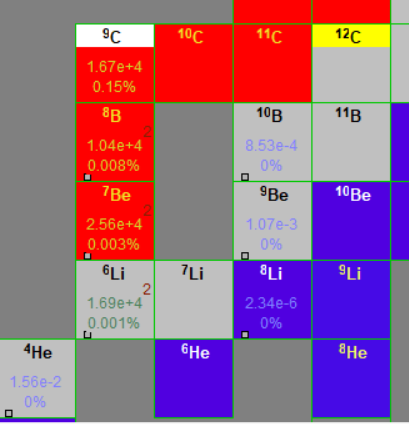 ⁹C ¹⁰C ¹¹C ¹²C
1.67e+4
0.15%
⁸B ¹⁰B ¹¹B
2
1.04e+4 8.53e-4
0.008% 0%
⁷Be ⁹Be ¹⁰Be
2
2.56e+4 1.07e-3
0.003% 0%
⁶Li ⁷Li ⁸Li ⁹Li
2
1.69e+4 2.34e-6
0.001% 0%
⁴He ⁶He ⁸He
1.56e-2
0%